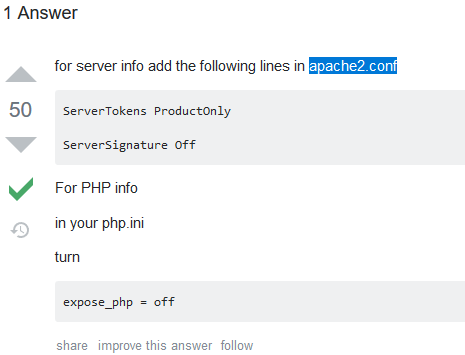 1 Answer
for server info add the following lines in apache2.conf
50
ServerTokens ProductOnly
ServerSignature Off
For PHP info
in your php.ini
turn
expose_php = off
share improve this answer follow